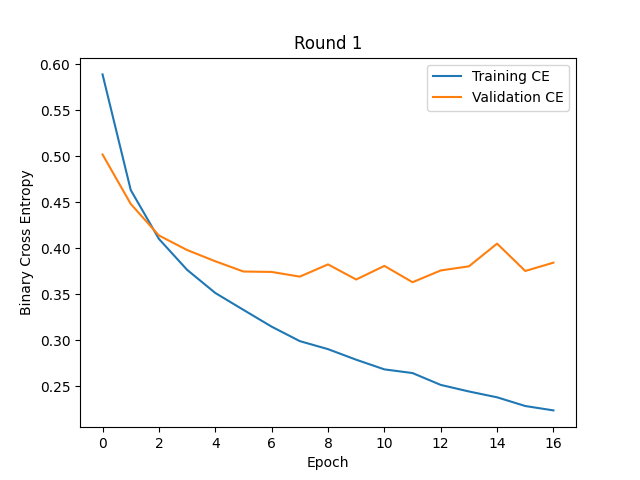 Round 1
Training CE
Validation CE
Binary Cross Entropy
0.60
0.55
0.50
0.45
0.40
0.35
0.30
0.25
0 2 4 6 8 10 12 14 16
Epoch